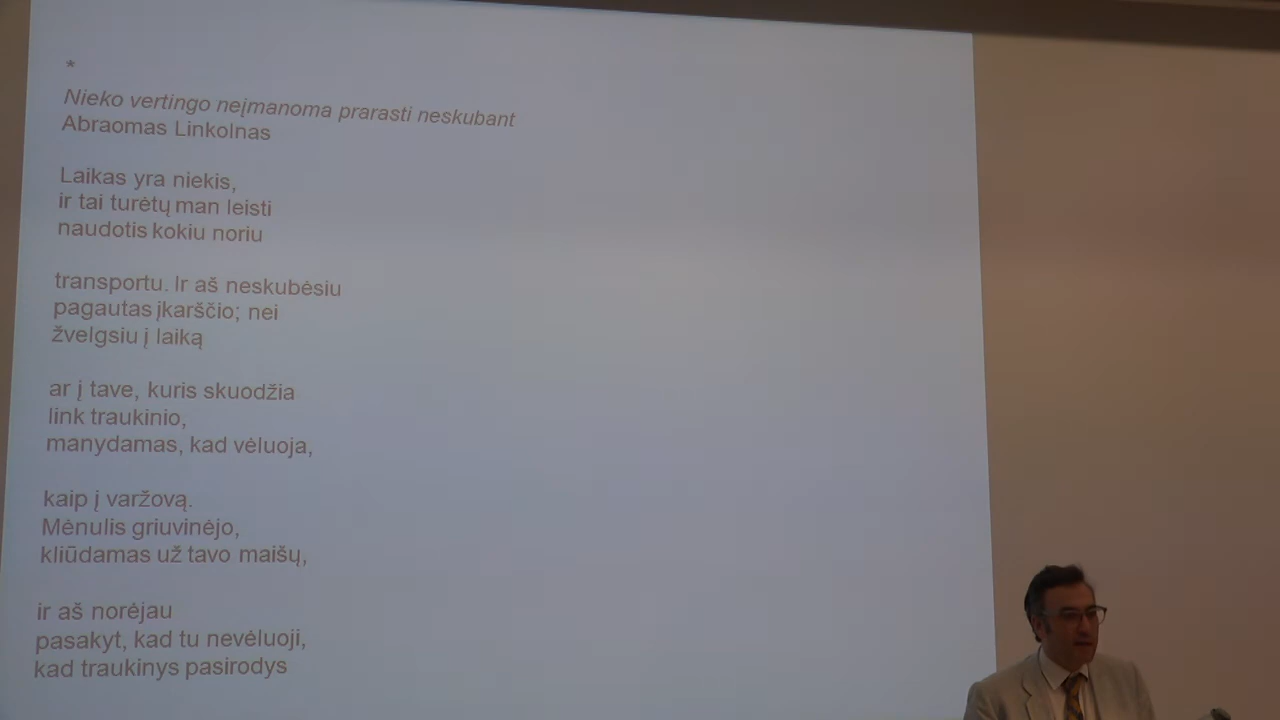 *
Nieko vertingo neįmanoma prarasti neskubant
Abraomas Linkolnas
Laikas yra niekis,
ir tai turėtų man leisti
naudotis kokiu noriu
transportu. Ir aš neskubėsiu
pagautas įkarščio; nei
žvelgsiu į laiką
ar į tave, kuris skuodžia
link traukinio,
manydamas, kad vėluoja,
kaip į varžovą.
Mėnulis griuvinėjo,
kliūdamas už tavo maišų,
ir aš norėjau
pasakyt, kad tu nevėluoji,
kad traukinys pasirodys